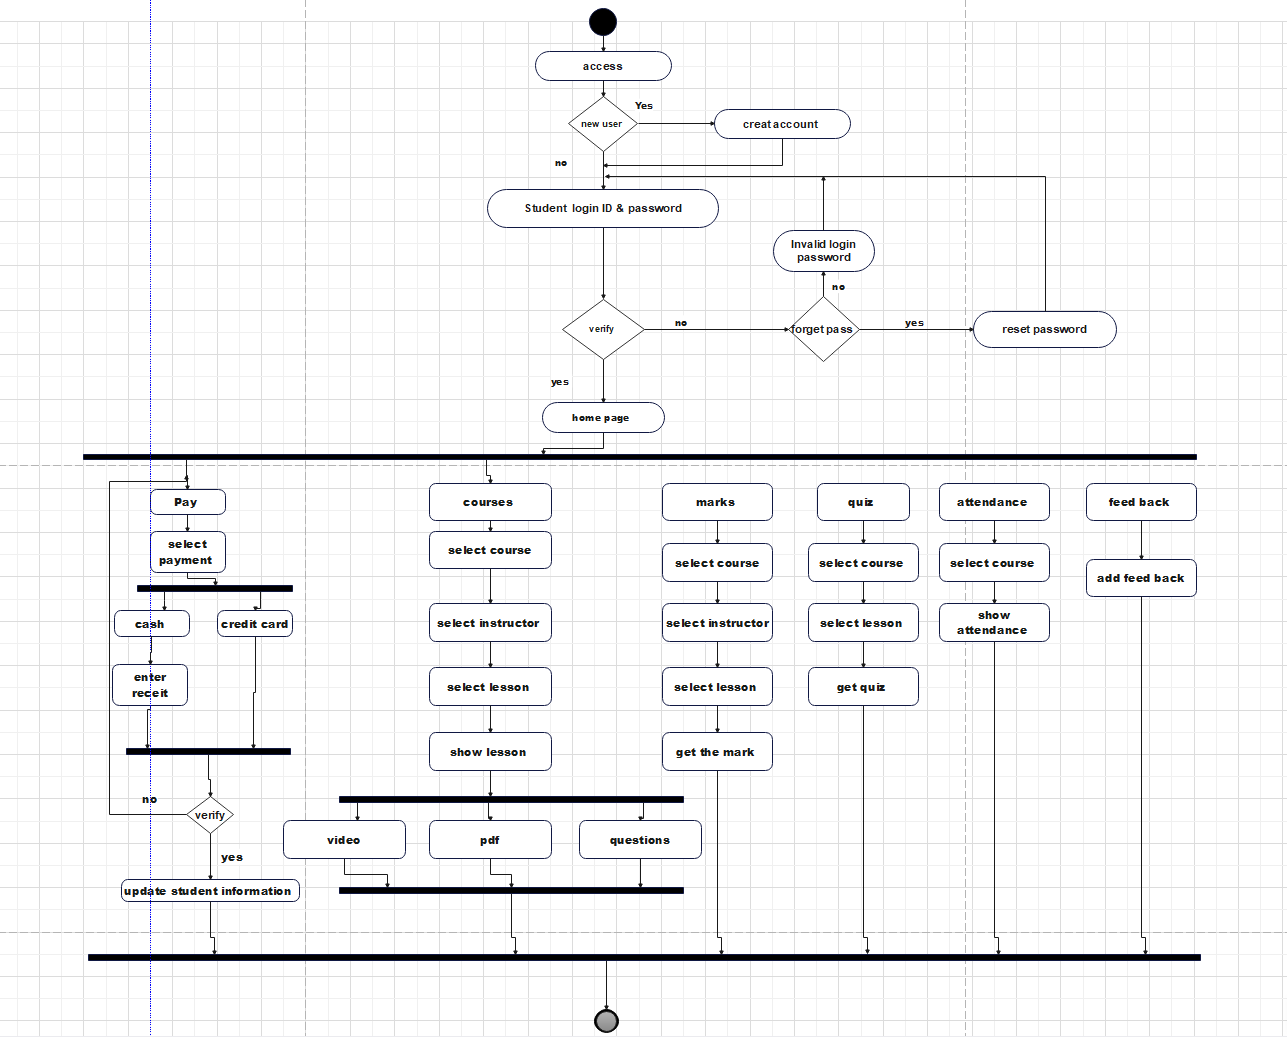 access
Yes
new user
creat account
no
Student login ID & password
Invalid login
password
no
verify
no
forget pass
yes
reset password
yes
home page
Pay
courses
marks
quiz
attendance
feed back
select
payment
select course
select course
select course
select course
add feed back
cash
credit card
select instructor
select instructor
select lesson
show
attendance
enter
receit
select lesson
select lesson
get quiz
show lesson
get the mark
no
verify
video
pdf
questions
yes
update student information